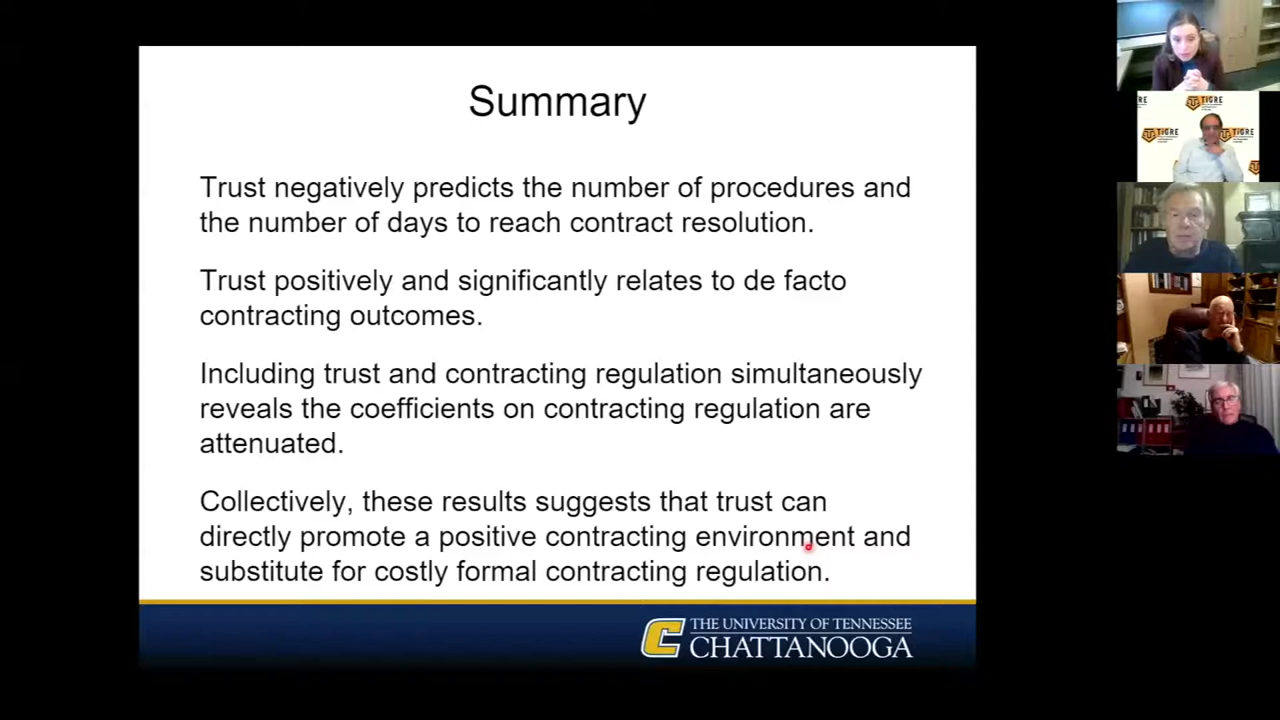 Summary
Trust negatively predicts the number of procedures and
the number of days to reach contract resolution.
Trust positively and significantly relates to de facto
contracting outcomes.
Including trust and contracting regulation simultaneously
reveals the coefficients on contracting regulation are
attenuated.
Collectively, these results suggests that trust can
directly promote a positive contracting environment and
substitute for costly formal contracting regulation.
C THE UNIVERSITY OF TENNESSEE
CHATTANOOGA
TIGRE
TIGRE
TIGRE